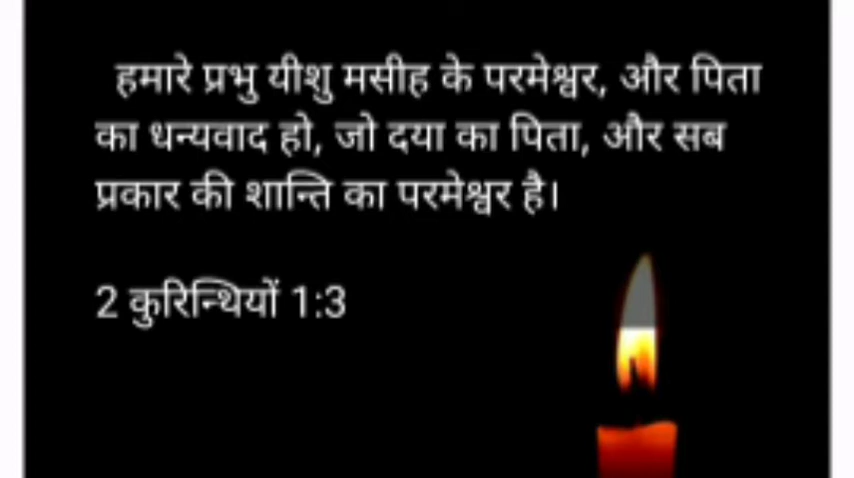 हमारे प्रभु यीशु मसीह के परमेश्वर, और पिता
का धन्यवाद हो, जो दया का पिता, और सब
प्रकार की शान्ति का परमेश्वर है।
2 कुरिन्थियों 1:3